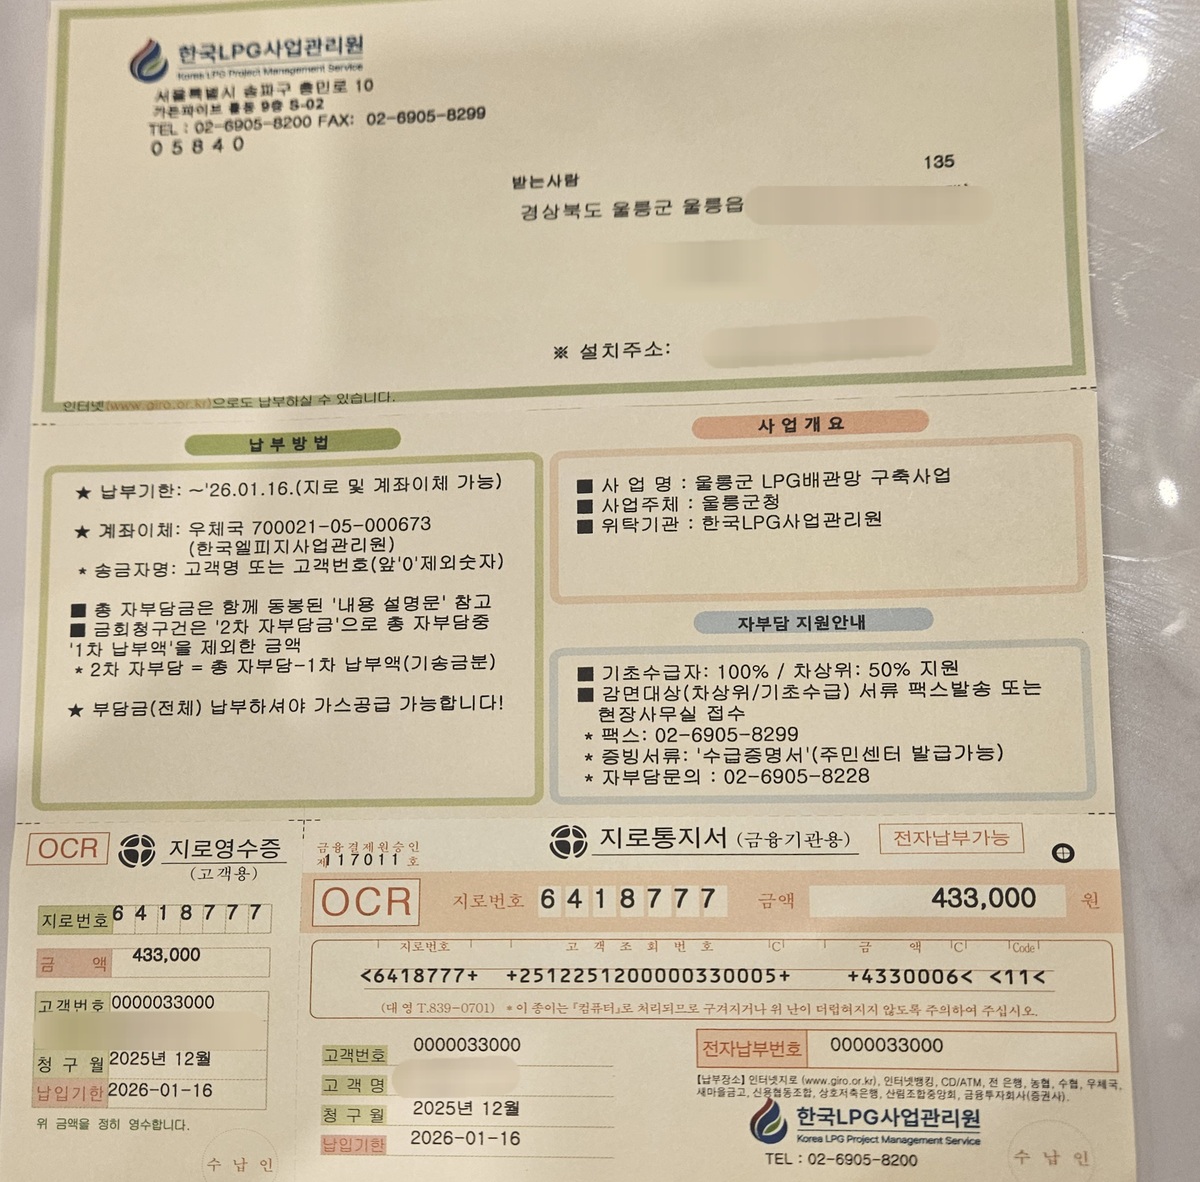 한국LPG사업관리원
Korea LPG Project Management Service
서울특별시 송파구 충민로 10
가든파이브 툴동 9층 S-02
TEL : 02-6905-8200 FAX: 02-6905-8299
05840
135
받는사람
경상북도 울릉군 울릉읍
※ 설치주소:
인터넷(www.giro.or.kr)으로도 납부하실 수 있습니다.
납부방법
★ 납부기한: ~'26.01.16.(지로 및 계좌이체 가능)
★ 계좌이체: 우체국 700021-05-000673
(한국엘피지사업관리원)
* 송금자명: 고객명 또는 고객번호(앞'0'제외숫자)
■ 총 자부담금은 함께 동봉된 '내용 설명문' 참고
■ 금회청구건은 '2차 자부담금'으로 총 자부담중
'1차 납부액'을 제외한 금액
* 2차 자부담 = 총 자부담-1차 납부액(기송금분)
★ 부담금(전체) 납부하셔야 가스공급 가능합니다!
사업개요
■ 사 업 명 : 울릉군 LPG배관망 구축사업
■ 사업주체 : 울릉군청
■ 위탁기관 : 한국LPG사업관리원
자부담 지원안내
■ 기초수급자: 100% / 차상위: 50% 지원
■ 감면대상(차상위/기초수급) 서류 팩스발송 또는
현장사무실 접수
* 팩스: 02-6905-8299
* 증빙서류: '수급증명서'(주민센터 발급가능)
* 자부담문의 : 02-6905-8228
OCR 지로영수증
(고객용)
지로번호 6418777
금 액 433,000
고객번호 0000033000
청 구 월 2025년 12월
납입기한 2026-01-16
위 금액을 정히 영수합니다.
수 납 인
금융결제원승인
제117011 호
지로통지서 (금융기관용) 전자납부가능
OCR 지로번호 6418777 금액 433,000 원
지로번호 고 객 조 회 번 호 C 금 액 C Code
<6418777+ +2512251200000330005+ +4330006< <11<
(대영 T.839-0701) * 이 종이는 『컴퓨터』로 처리되므로 구겨지거나 위 난이 더럽혀지지 않도록 주의하여 주십시오.
고객번호 0000033000
고 객 명
청 구 월 2025년 12월
납입기한 2026-01-16
전자납부번호 0000033000
【납부장소】 인터넷지로 (www.giro.or.kr), 인터넷뱅킹, CD/ATM, 전 은행, 농협, 수협, 우체국,
새마을금고, 신용협동조합, 상호저축은행, 산림조합중앙회, 금융투자회사(증권사).
한국LPG사업관리원
Korea LPG Project Management Service
TEL : 02-6905-8200
수 납 인